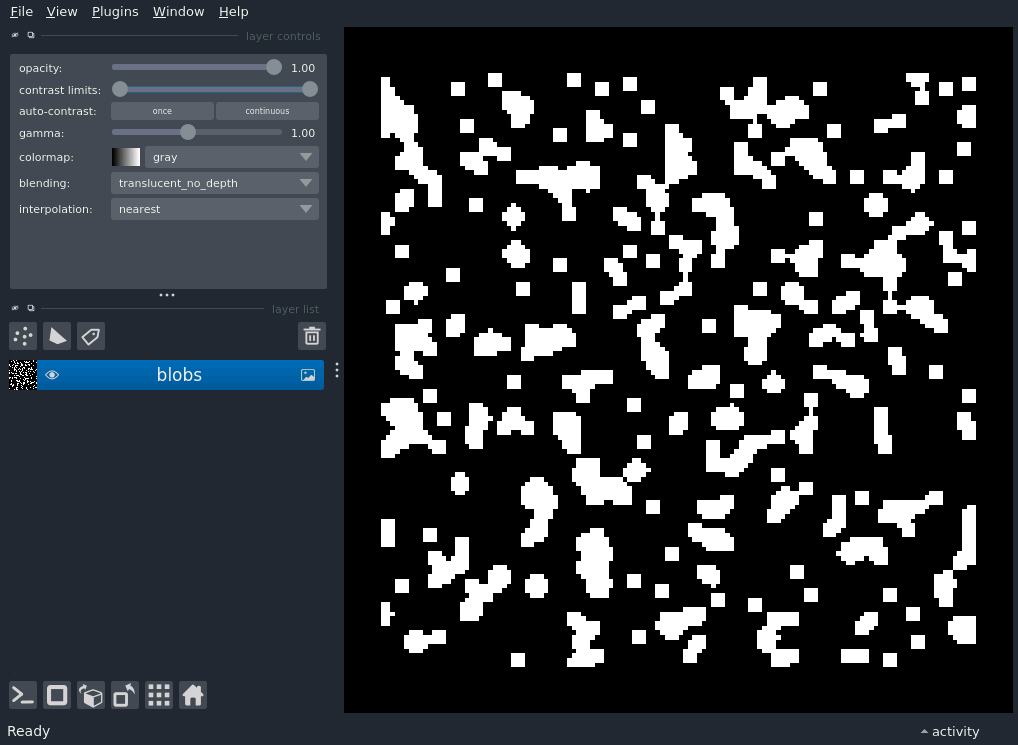 File View Plugins Window Help
layer controls
opacity: 1.00
contrast limits:
auto-contrast: once continuous
gamma: 1.00
colormap: gray
blending: translucent_no_depth
interpolation: nearest
layer list
blobs
Ready activity